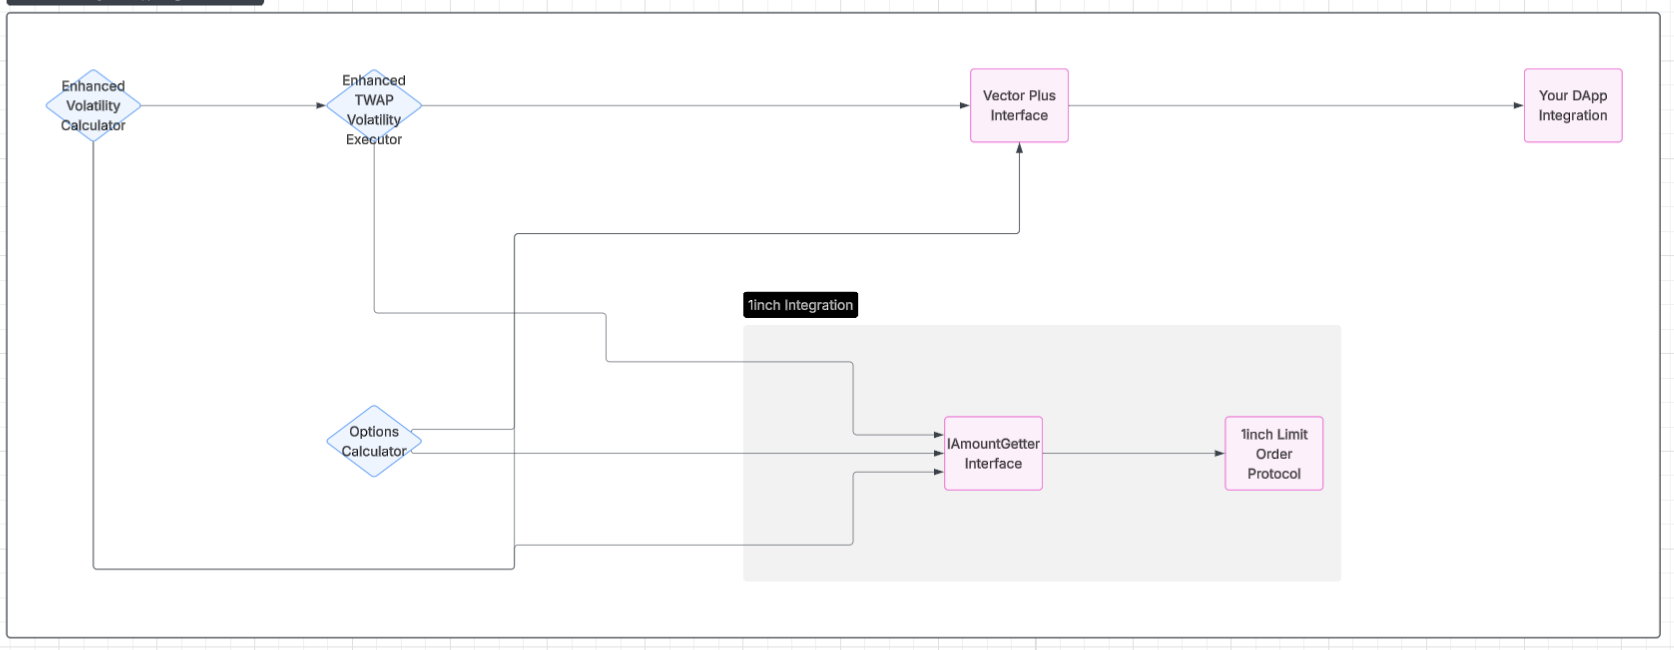 Enhanced
Volatility
Calculator
Enhanced
TWAP
Volatility
Executor
Vector Plus
Interface
Your DApp
Integration
1inch Integration
Options
Calculator
IAmountGetter
Interface
1inch Limit
Order
Protocol